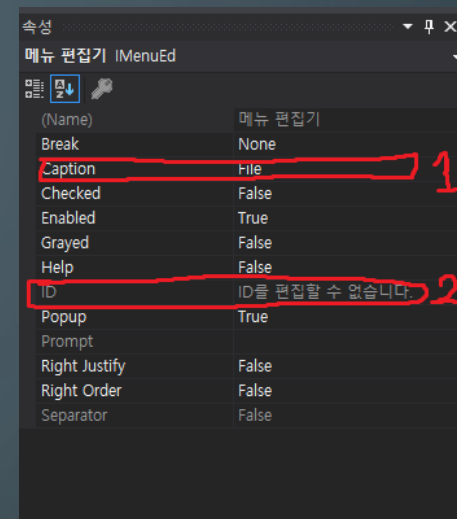 속성
메뉴 편집기 IMenuEd
(Name) 메뉴 편집기
Break None
Caption File 1
Checked False
Enabled True
Grayed False
Help False
ID ID를 편집할 수 없습니다. 2
Popup True
Prompt
Right Justify False
Right Order False
Separator False